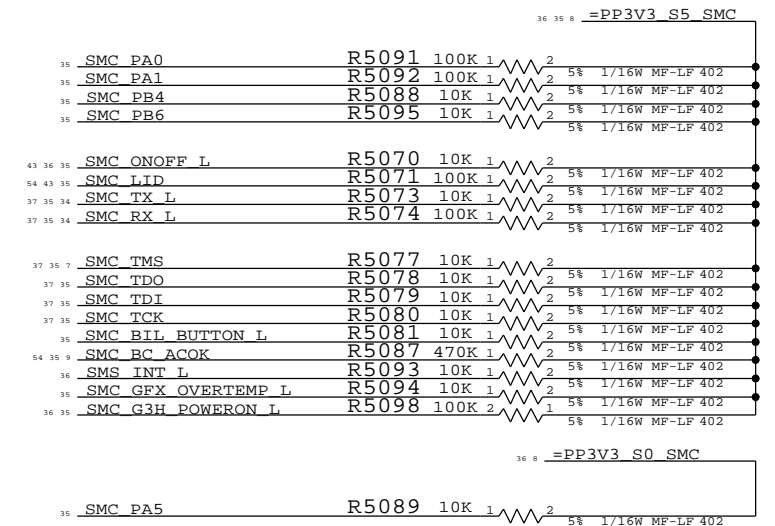 36 35 8 =PP3V3_S5_SMC
35 SMC_PA0 R5091 100K 1 2
5% 1/16W MF-LF 402
35 SMC_PA1 R5092 100K 1 2
5% 1/16W MF-LF 402
35 SMC_PB4 R5088 10K 1 2
5% 1/16W MF-LF 402
35 SMC_PB6 R5095 10K 1 2
5% 1/16W MF-LF 402
43 36 35 SMC_ONOFF_L R5070 10K 1 2
5% 1/16W MF-LF 402
54 43 35 SMC_LID R5071 100K 1 2
5% 1/16W MF-LF 402
37 35 34 SMC_TX_L R5073 10K 1 2
5% 1/16W MF-LF 402
37 35 34 SMC_RX_L R5074 100K 1 2
5% 1/16W MF-LF 402
37 35 7 SMC_TMS R5077 10K 1 2
5% 1/16W MF-LF 402
37 35 SMC_TDO R5078 10K 1 2
5% 1/16W MF-LF 402
37 35 SMC_TDI R5079 10K 1 2
5% 1/16W MF-LF 402
37 35 SMC_TCK R5080 10K 1 2
5% 1/16W MF-LF 402
35 SMC_BIL_BUTTON_L R5081 10K 1 2
5% 1/16W MF-LF 402
54 35 9 SMC_BC_ACOK R5087 470K 1 2
5% 1/16W MF-LF 402
36 SMS_INT_L R5093 10K 1 2
5% 1/16W MF-LF 402
35 SMC_GFX_OVERTEMP_L R5094 10K 1 2
5% 1/16W MF-LF 402
36 35 SMC_G3H_POWERON_L R5098 100K 2 1
5% 1/16W MF-LF 402
36 8 =PP3V3_S0_SMC
35 SMC_PA5 R5089 10K 1 2
5% 1/16W MF-LF 402